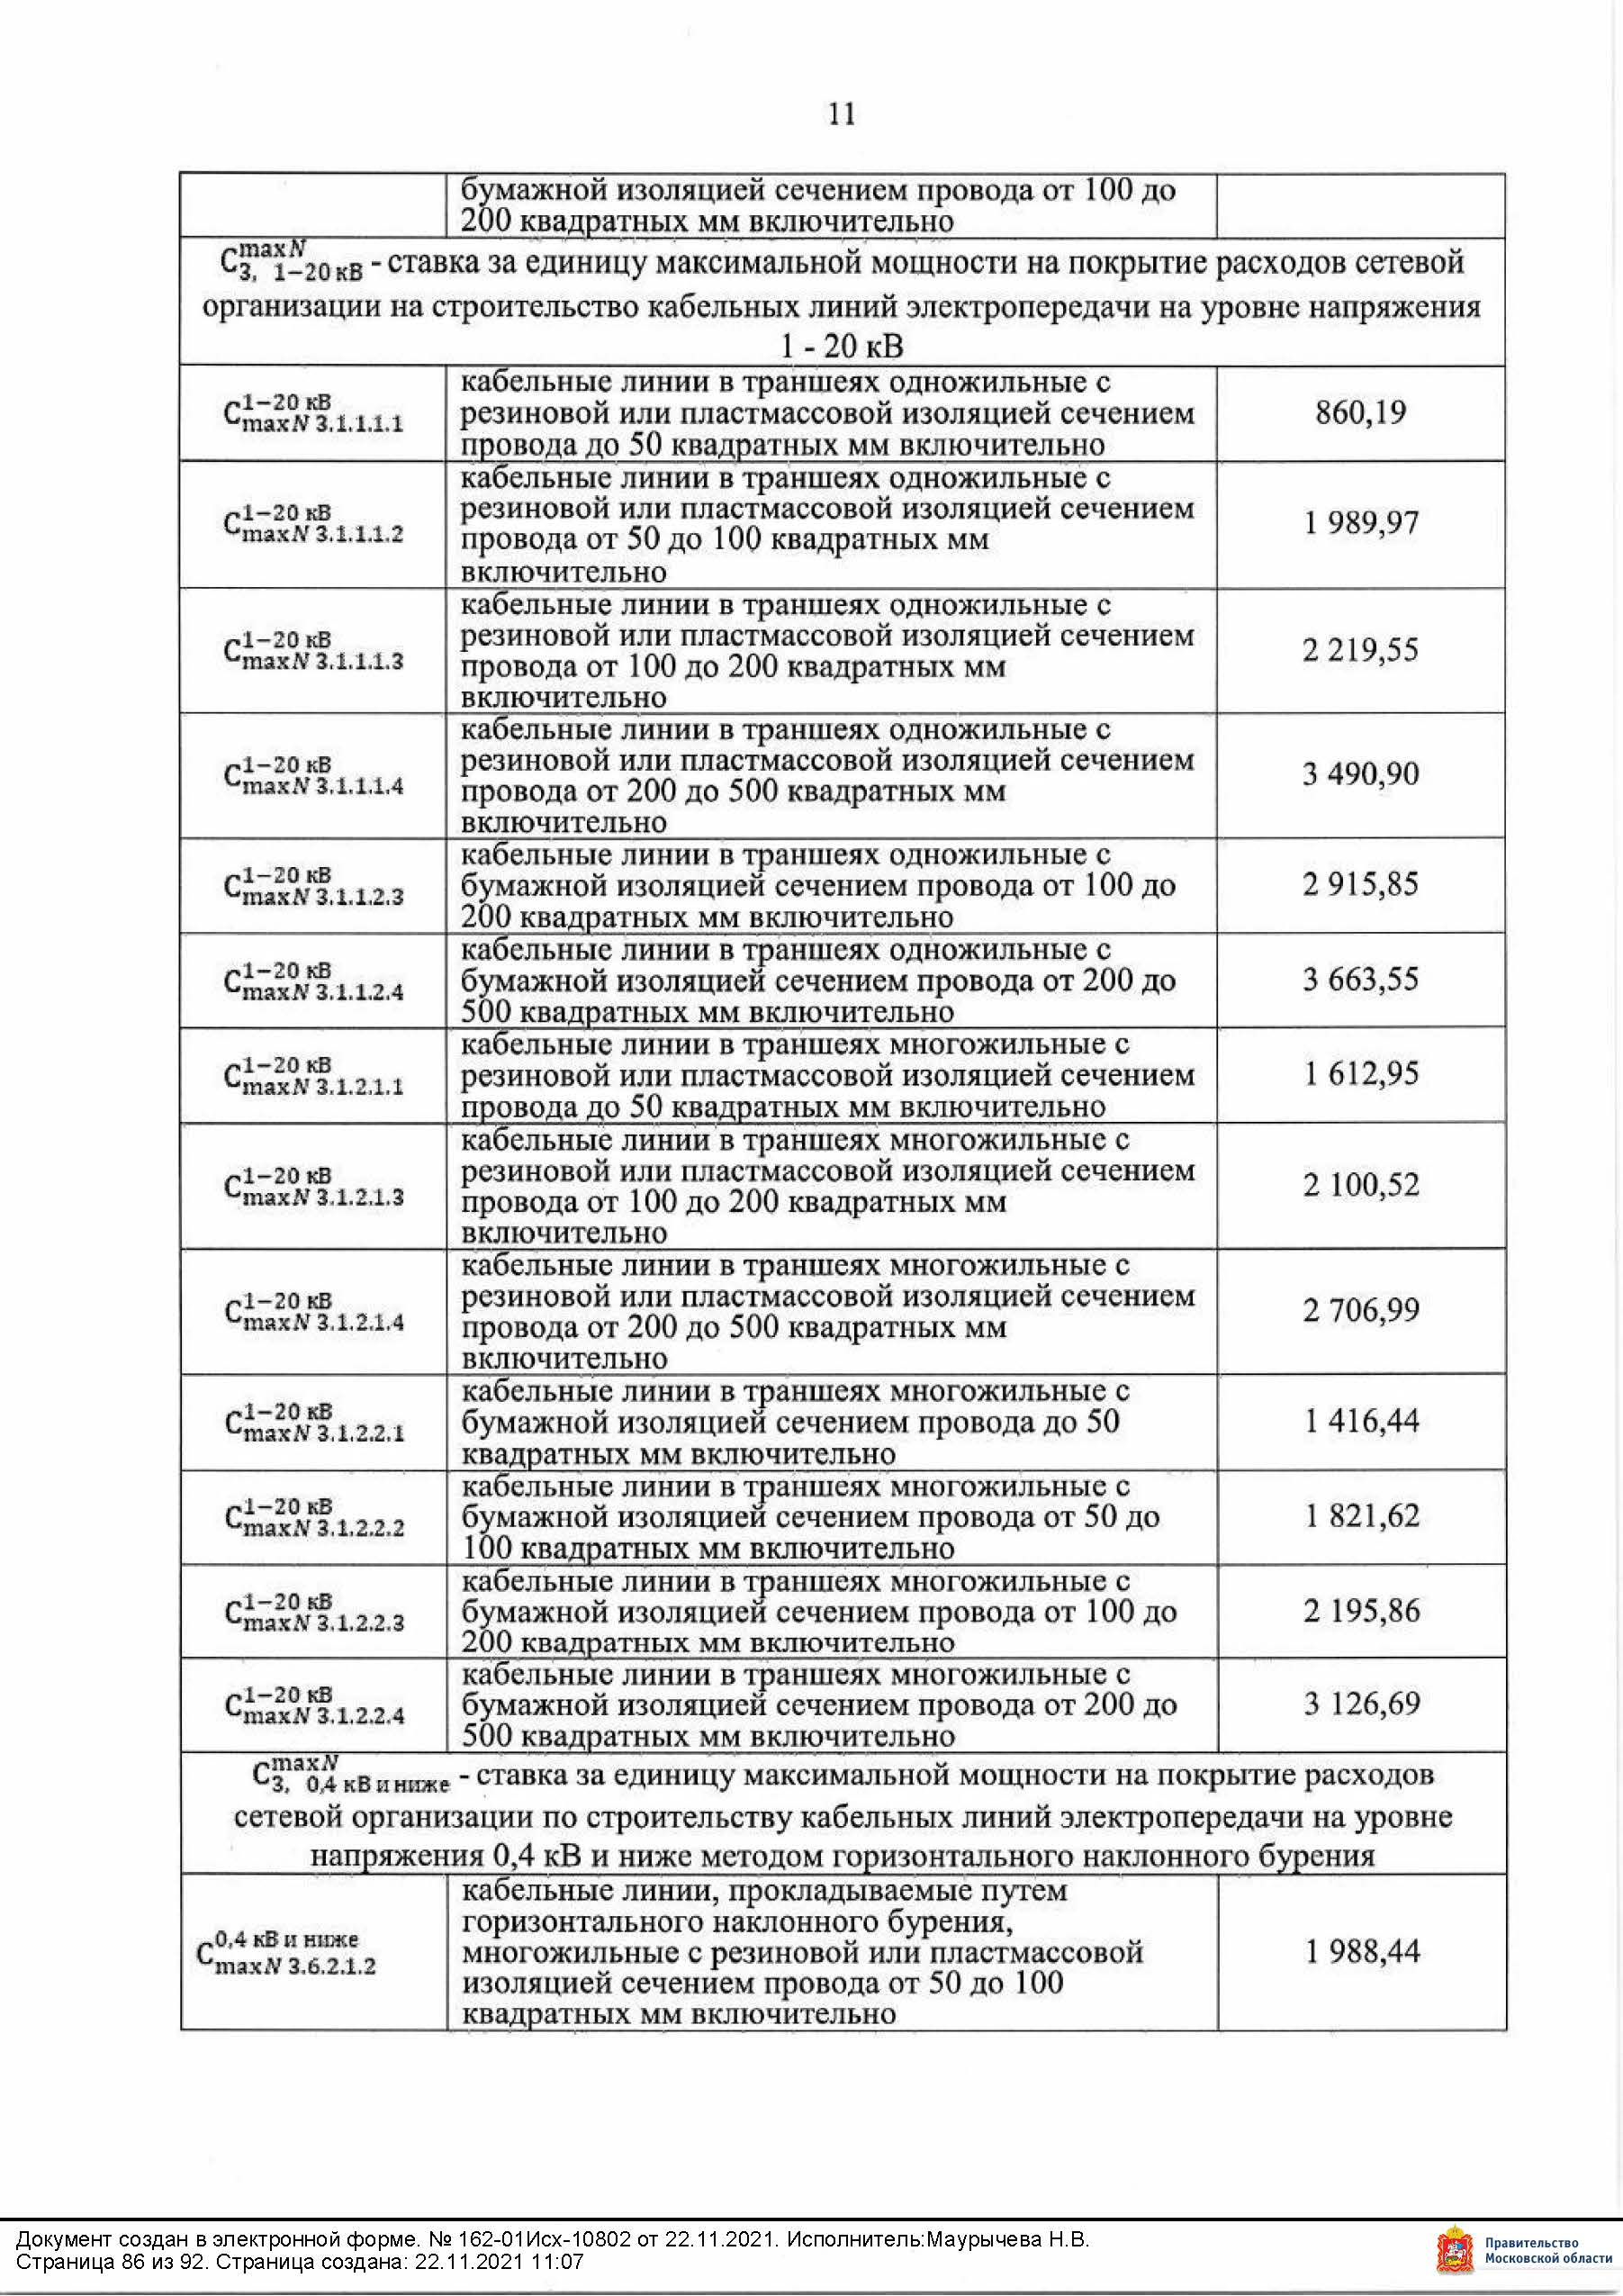 11
бумажной изоляцией сечением провода от 100 до
200 квадратных мм включительно
C_{3, 1−20 кВ}^{maxN} - ставка за единицу максимальной мощности на покрытие расходов сетевой
организации на строительство кабельных линий электропередачи на уровне напряжения
1 - 20 кВ
C_{maxN 3.1.1.1.1}^{1−20 кВ}
кабельные линии в траншеях одножильные с
резиновой или пластмассовой изоляцией сечением
провода до 50 квадратных мм включительно
860,19
C_{maxN 3.1.1.1.2}^{1−20 кВ}
кабельные линии в траншеях одножильные с
резиновой или пластмассовой изоляцией сечением
провода от 50 до 100 квадратных мм
включительно
1 989,97
C_{maxN 3.1.1.1.3}^{1−20 кВ}
кабельные линии в траншеях одножильные с
резиновой или пластмассовой изоляцией сечением
провода от 100 до 200 квадратных мм
включительно
2 219,55
C_{maxN 3.1.1.1.4}^{1−20 кВ}
кабельные линии в траншеях одножильные с
резиновой или пластмассовой изоляцией сечением
провода от 200 до 500 квадратных мм
включительно
3 490,90
C_{maxN 3.1.1.2.3}^{1−20 кВ}
кабельные линии в траншеях одножильные с
бумажной изоляцией сечением провода от 100 до
200 квадратных мм включительно
2 915,85
C_{maxN 3.1.1.2.4}^{1−20 кВ}
кабельные линии в траншеях одножильные с
бумажной изоляцией сечением провода от 200 до
500 квадратных мм включительно
3 663,55
C_{maxN 3.1.2.1.1}^{1−20 кВ}
кабельные линии в траншеях многожильные с
резиновой или пластмассовой изоляцией сечением
провода до 50 квадратных мм включительно
1 612,95
C_{maxN 3.1.2.1.3}^{1−20 кВ}
кабельные линии в траншеях многожильные с
резиновой или пластмассовой изоляцией сечением
провода от 100 до 200 квадратных мм
включительно
2 100,52
C_{maxN 3.1.2.1.4}^{1−20 кВ}
кабельные линии в траншеях многожильные с
резиновой или пластмассовой изоляцией сечением
провода от 200 до 500 квадратных мм
включительно
2 706,99
C_{maxN 3.1.2.2.1}^{1−20 кВ}
кабельные линии в траншеях многожильные с
бумажной изоляцией сечением провода до 50
квадратных мм включительно
1 416,44
C_{maxN 3.1.2.2.2}^{1−20 кВ}
кабельные линии в траншеях многожильные с
бумажной изоляцией сечением провода от 50 до
100 квадратных мм включительно
1 821,62
C_{maxN 3.1.2.2.3}^{1−20 кВ}
кабельные линии в траншеях многожильные с
бумажной изоляцией сечением провода от 100 до
200 квадратных мм включительно
2 195,86
C_{maxN 3.1.2.2.4}^{1−20 кВ}
кабельные линии в траншеях многожильные с
бумажной изоляцией сечением провода от 200 до
500 квадратных мм включительно
3 126,69
C_{3, 0,4 кВ и ниже}^{maxN} - ставка за единицу максимальной мощности на покрытие расходов
сетевой организации по строительству кабельных линий электропередачи на уровне
напряжения 0,4 кВ и ниже методом горизонтального наклонного бурения
C_{maxN 3.6.2.1.2}^{0,4 кВ и ниже}
кабельные линии, прокладываемые путем
горизонтального наклонного бурения,
многожильные с резиновой или пластмассовой
изоляцией сечением провода от 50 до 100
квадратных мм включительно
1 988,44
Документ создан в электронной форме. № 162-01Исх-10802 от 22.11.2021. Исполнитель:Маурычева Н.В.
Страница 86 из 92. Страница создана: 22.11.2021 11:07
Правительство
Московской области